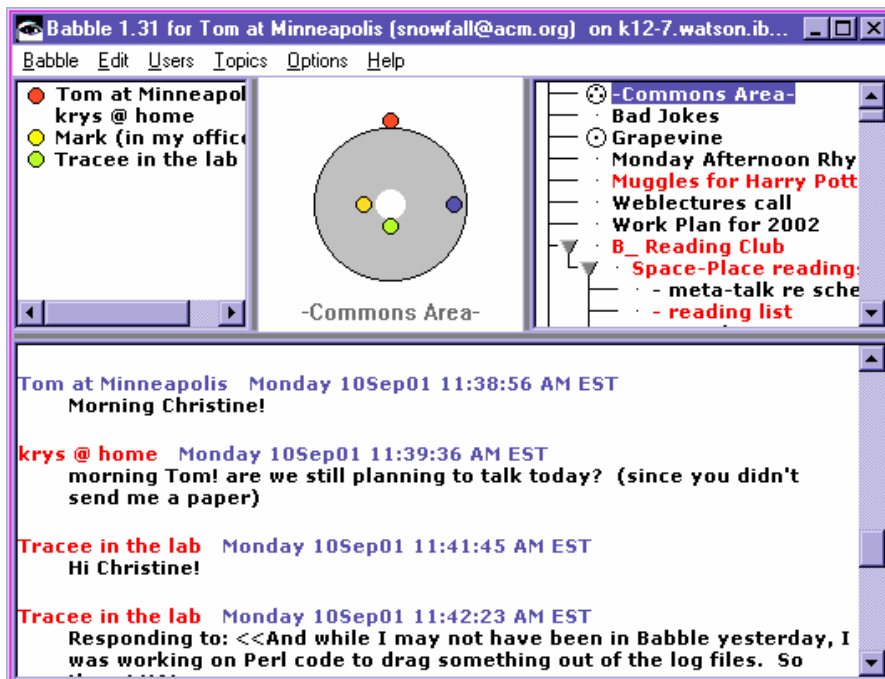 Babble 1.31 for Tom at Minneapolis (snowfall@acm.org) on k12-7.watson.ib...
Babble Edit Users Topics Options Help
Tom at Minneapol
krys @ home
Mark (in my office
Tracee in the lab
-Commons Area-
-Commons Area-
Bad Jokes
Grapevine
Monday Afternoon Rhy
Muggles for Harry Pott
Weblectures call
Work Plan for 2002
B_ Reading Club
Space-Place readings
- meta-talk re sche
- reading list
Tom at Minneapolis Monday 10Sep01 11:38:56 AM EST
Morning Christine!
krys @ home Monday 10Sep01 11:39:36 AM EST
morning Tom! are we still planning to talk today? (since you didn't
send me a paper)
Tracee in the lab Monday 10Sep01 11:41:45 AM EST
Hi Christine!
Tracee in the lab Monday 10Sep01 11:42:23 AM EST
Responding to: <<And while I may not have been in Babble yesterday, I
was working on Perl code to drag something out of the log files. So